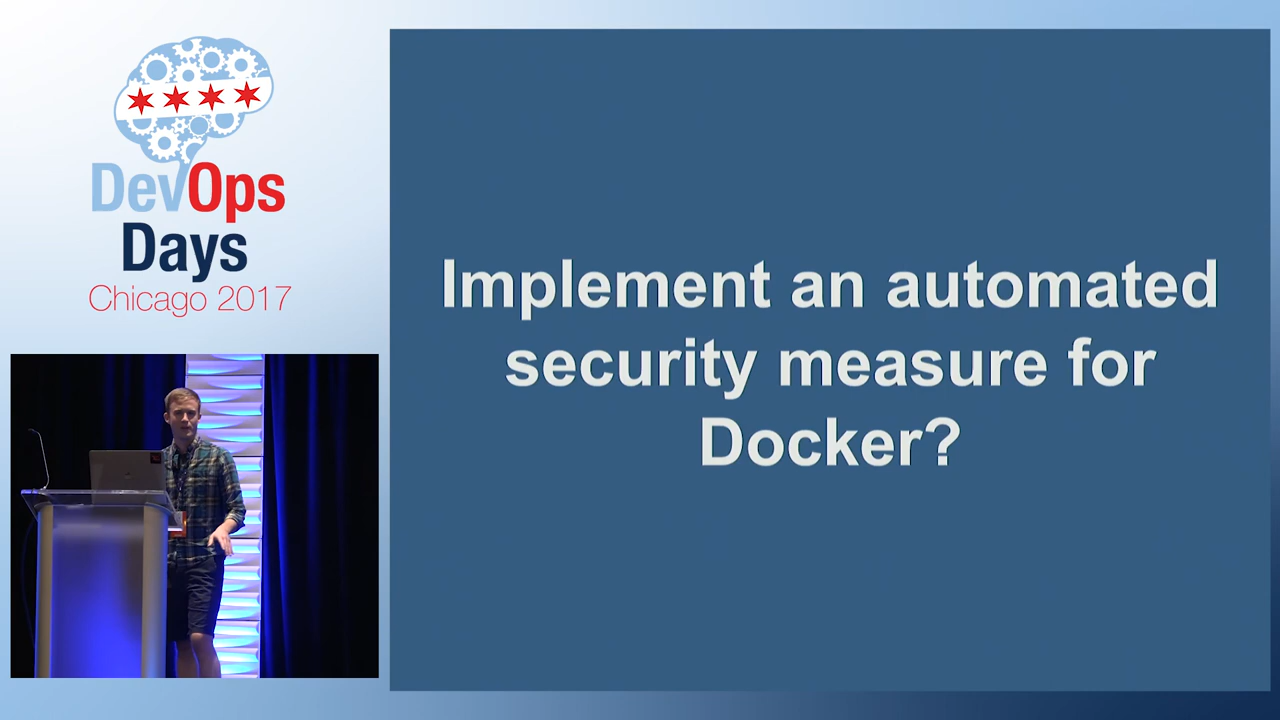 DevOps
Days
Chicago 2017
Implement an automated
security measure for
Docker?